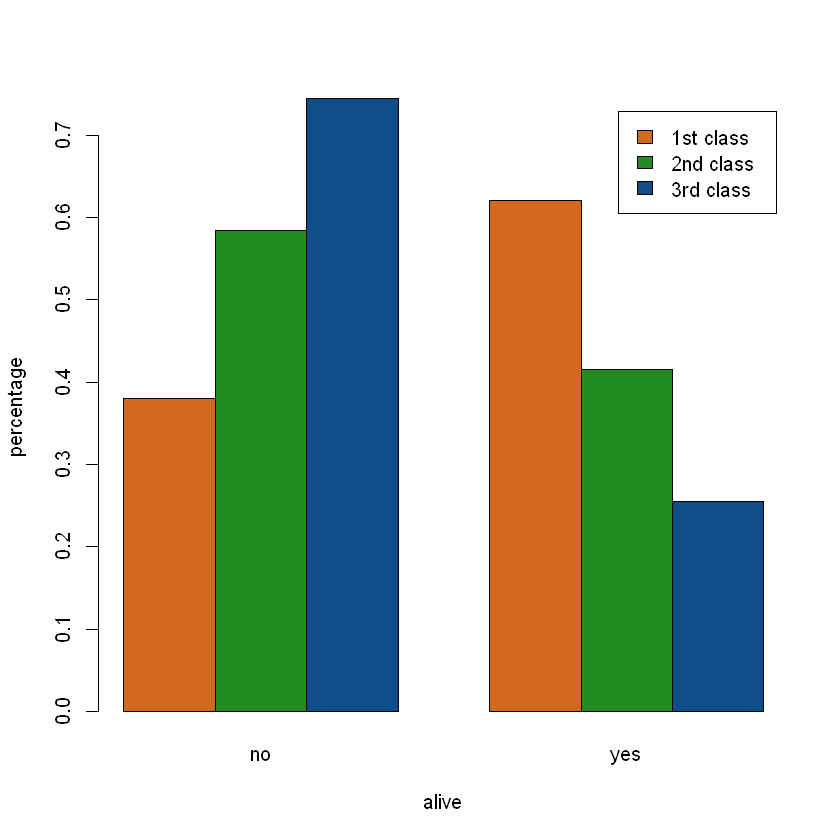 0.7
0.6
0.5
0.4
0.3
0.2
0.1
0.0
percentage
1st class
2nd class
3rd class
no
yes
alive